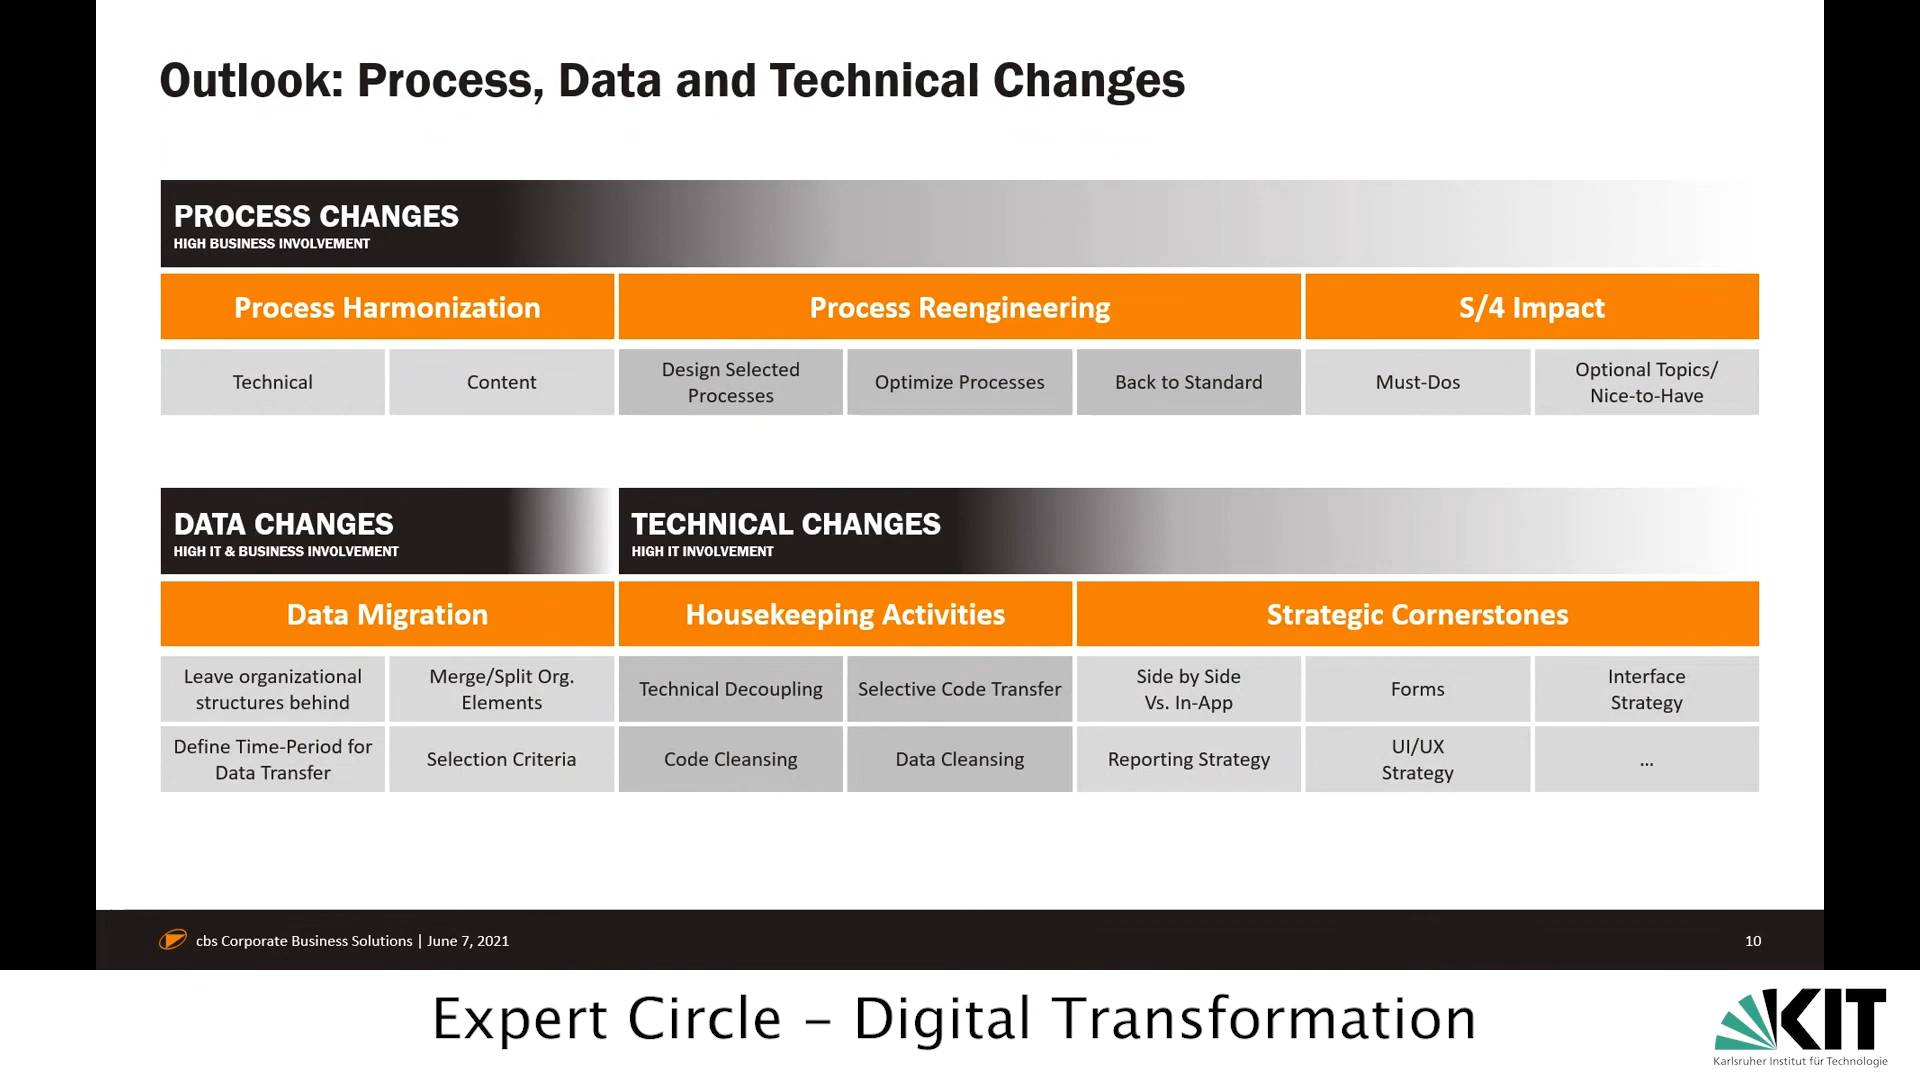 Outlook: Process, Data and Technical Changes
PROCESS CHANGES
HIGH BUSINESS INVOLVEMENT
Process Harmonization
Process Reengineering
S/4 Impact
Technical
Content
Design Selected
Processes
Optimize Processes
Back to Standard
Must-Dos
Optional Topics/
Nice-to-Have
DATA CHANGES
HIGH IT & BUSINESS INVOLVEMENT
TECHNICAL CHANGES
HIGH IT INVOLVEMENT
Data Migration
Housekeeping Activities
Strategic Cornerstones
Leave organizational
structures behind
Merge/Split Org.
Elements
Technical Decoupling
Selective Code Transfer
Side by Side
Vs. In-App
Forms
Interface
Strategy
Define Time-Period for
Data Transfer
Selection Criteria
Code Cleansing
Data Cleansing
Reporting Strategy
UI/UX
Strategy
...
cbs Corporate Business Solutions | June 7, 2021
10
Expert Circle – Digital Transformation
KIT
Karlsruher Institut für Technologie